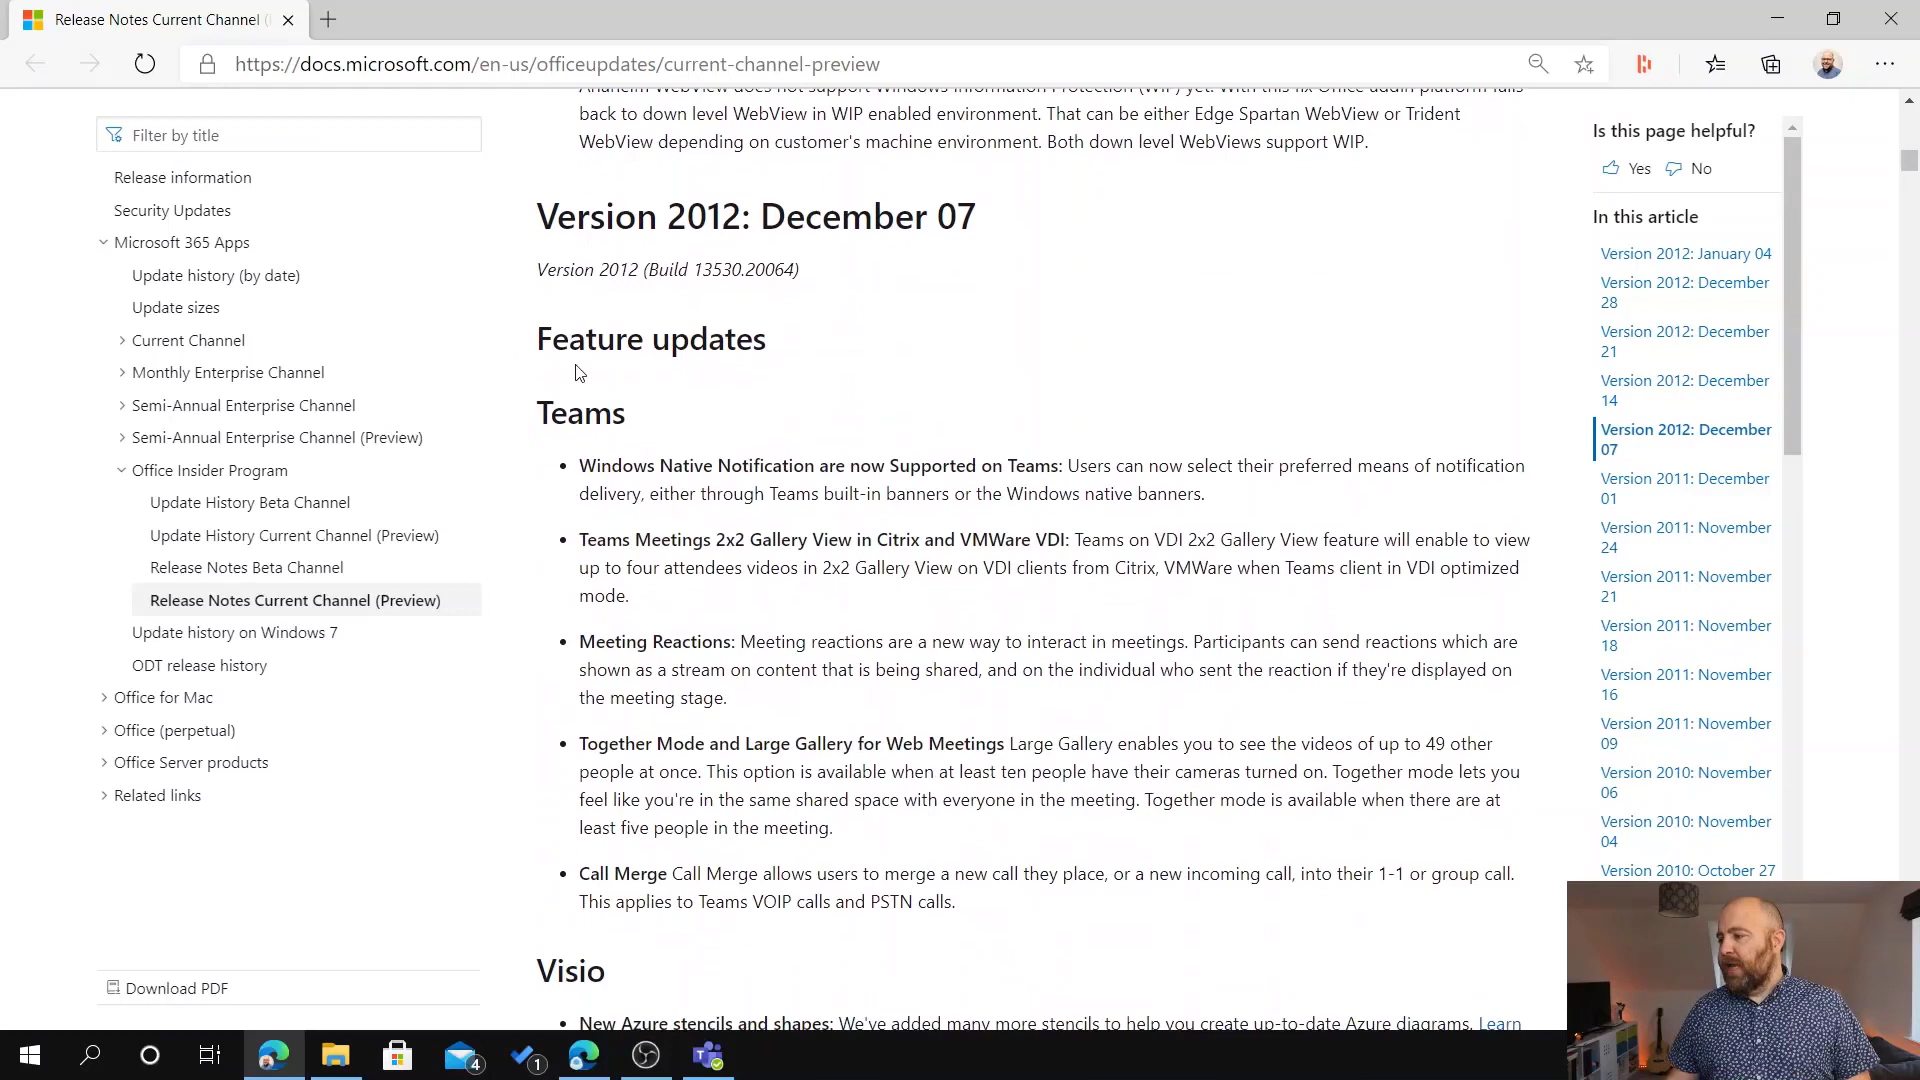 Release Notes Current Channel (
https://docs.microsoft.com/en-us/officeupdates/current-channel-preview
Filter by title
Release information
Security Updates
Microsoft 365 Apps
Update history (by date)
Update sizes
Current Channel
Monthly Enterprise Channel
Semi-Annual Enterprise Channel
Semi-Annual Enterprise Channel (Preview)
Office Insider Program
Update History Beta Channel
Update History Current Channel (Preview)
Release Notes Beta Channel
Release Notes Current Channel (Preview)
Update history on Windows 7
ODT release history
Office for Mac
Office (perpetual)
Office Server products
Related links
Download PDF
Anaheim WebView does not support Windows Information Protection (WIP) yet. With this fix Office addin platform falls
back to down level WebView in WIP enabled environment. That can be either Edge Spartan WebView or Trident
WebView depending on customer's machine environment. Both down level WebViews support WIP.
Version 2012: December 07
Version 2012 (Build 13530.20064)
Feature updates
Teams
• Windows Native Notification are now Supported on Teams: Users can now select their preferred means of notification
delivery, either through Teams built-in banners or the Windows native banners.
• Teams Meetings 2x2 Gallery View in Citrix and VMWare VDI: Teams on VDI 2x2 Gallery View feature will enable to view
up to four attendees videos in 2x2 Gallery View on VDI clients from Citrix, VMWare when Teams client in VDI optimized
mode.
• Meeting Reactions: Meeting reactions are a new way to interact in meetings. Participants can send reactions which are
shown as a stream on content that is being shared, and on the individual who sent the reaction if they're displayed on
the meeting stage.
• Together Mode and Large Gallery for Web Meetings Large Gallery enables you to see the videos of up to 49 other
people at once. This option is available when at least ten people have their cameras turned on. Together mode lets you
feel like you're in the same shared space with everyone in the meeting. Together mode is available when there are at
least five people in the meeting.
• Call Merge Call Merge allows users to merge a new call they place, or a new incoming call, into their 1-1 or group call.
This applies to Teams VOIP calls and PSTN calls.
Visio
• New Azure stencils and shapes: We've added many more stencils to help you create up-to-date Azure diagrams. Learn
Is this page helpful?
Yes No
In this article
Version 2012: January 04
Version 2012: December
28
Version 2012: December
21
Version 2012: December
14
Version 2012: December
07
Version 2011: December
01
Version 2011: November
24
Version 2011: November
21
Version 2011: November
18
Version 2011: November
16
Version 2011: November
09
Version 2010: November
06
Version 2010: November
04
Version 2010: October 27
4
1